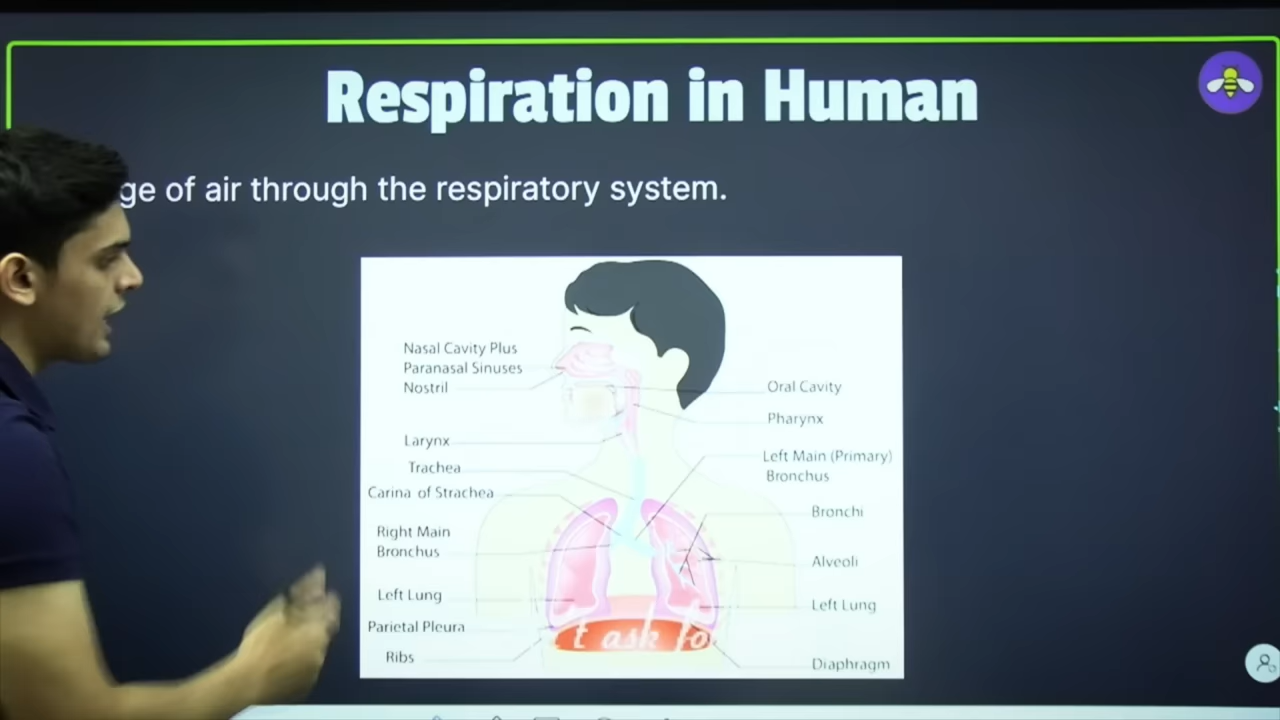 Respiration in Human
ge of air through the respiratory system.
Nasal Cavity Plus
Paranasal Sinuses
Nostril
Larynx
Trachea
Carina of Strachea
Right Main
Bronchus
Left Lung
Parietal Pleura
Ribs
Oral Cavity
Pharynx
Left Main (Primary)
Bronchus
Bronchi
Alveoli
Left Lung
Diaphragm
t ask fo